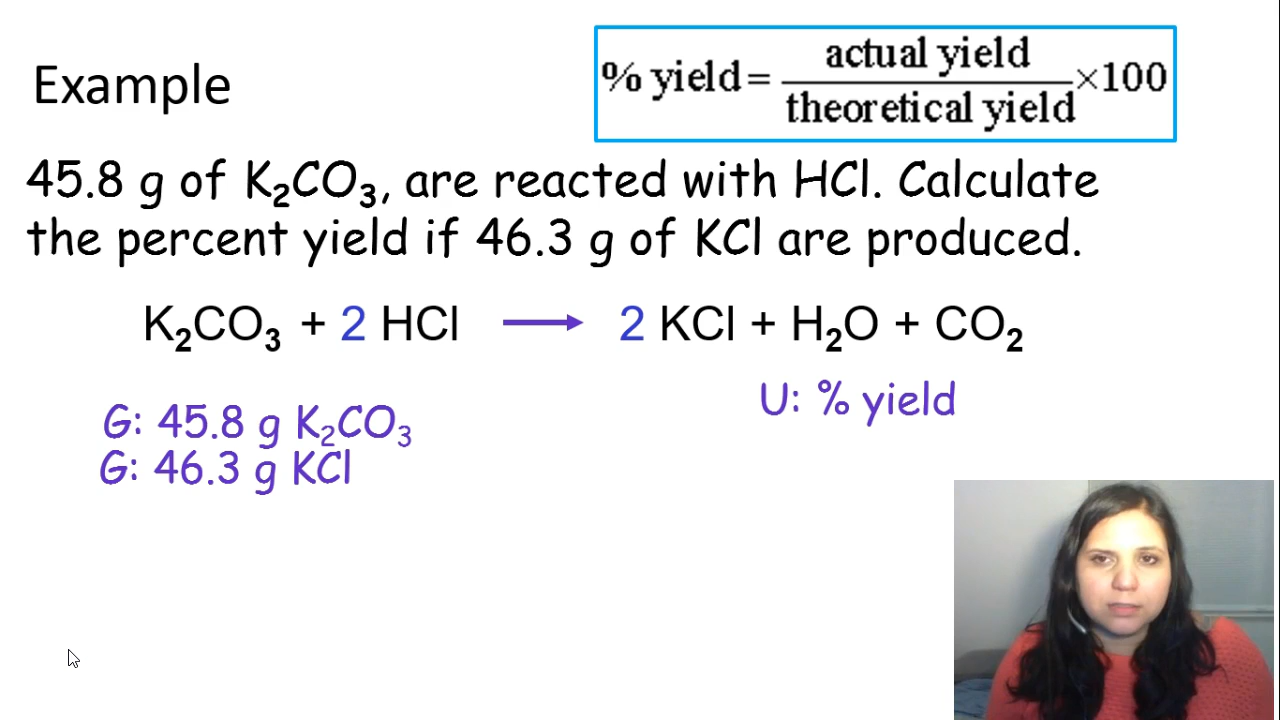 Example
% yield = actual yield / theoretical yield ×100
45.8 g of K₂CO₃, are reacted with HCl. Calculate
the percent yield if 46.3 g of KCl are produced.
K₂CO₃ + 2 HCl → 2 KCl + H₂O + CO₂
U: % yield
G: 45.8 g K₂CO₃
G: 46.3 g KCl